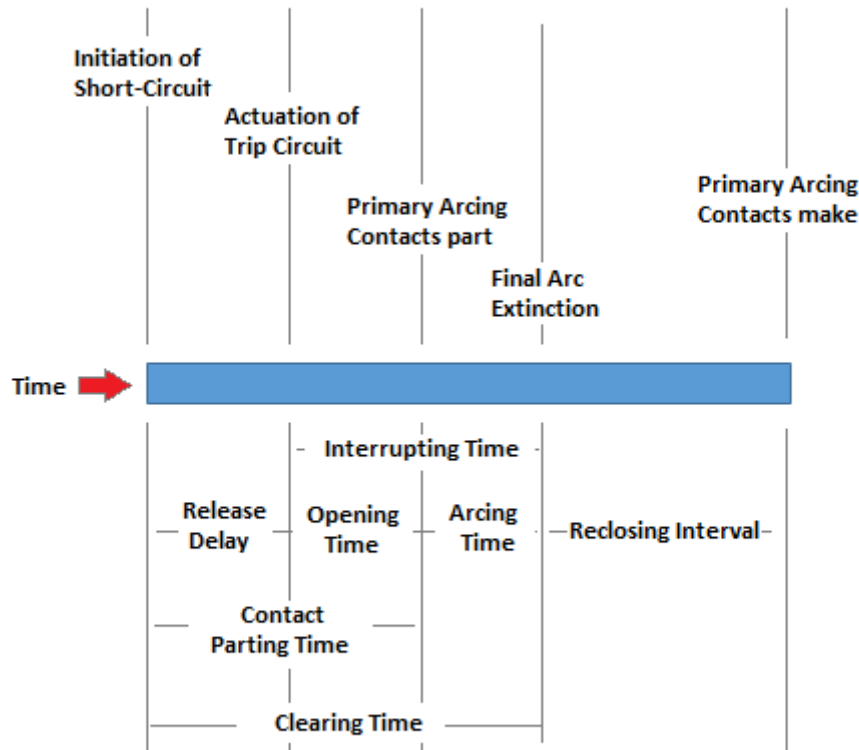 Initiation of
Short-Circuit
Actuation of
Trip Circuit
Primary Arcing
Contacts part
Final Arc
Extinction
Primary Arcing
Contacts make
Time
Interrupting Time
Release
Delay
Opening
Time
Arcing
Time
Reclosing Interval
Contact
Parting Time
Clearing Time